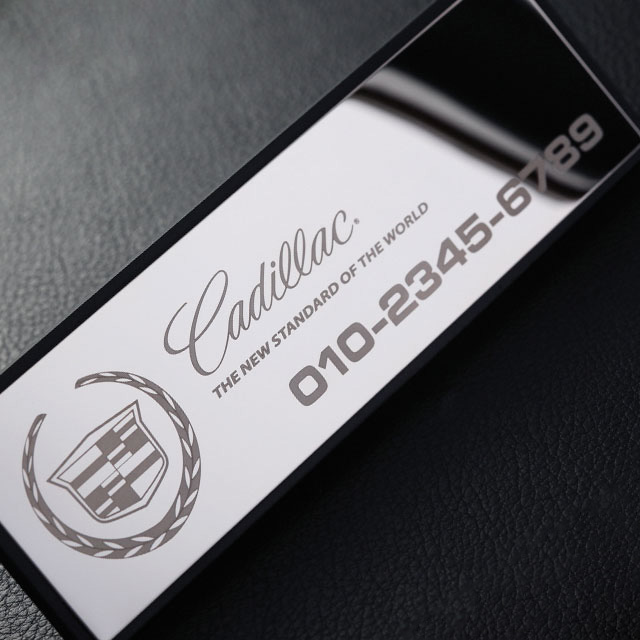 Cadillac®
THE NEW STANDARD OF THE WORLD
010-2345-6789